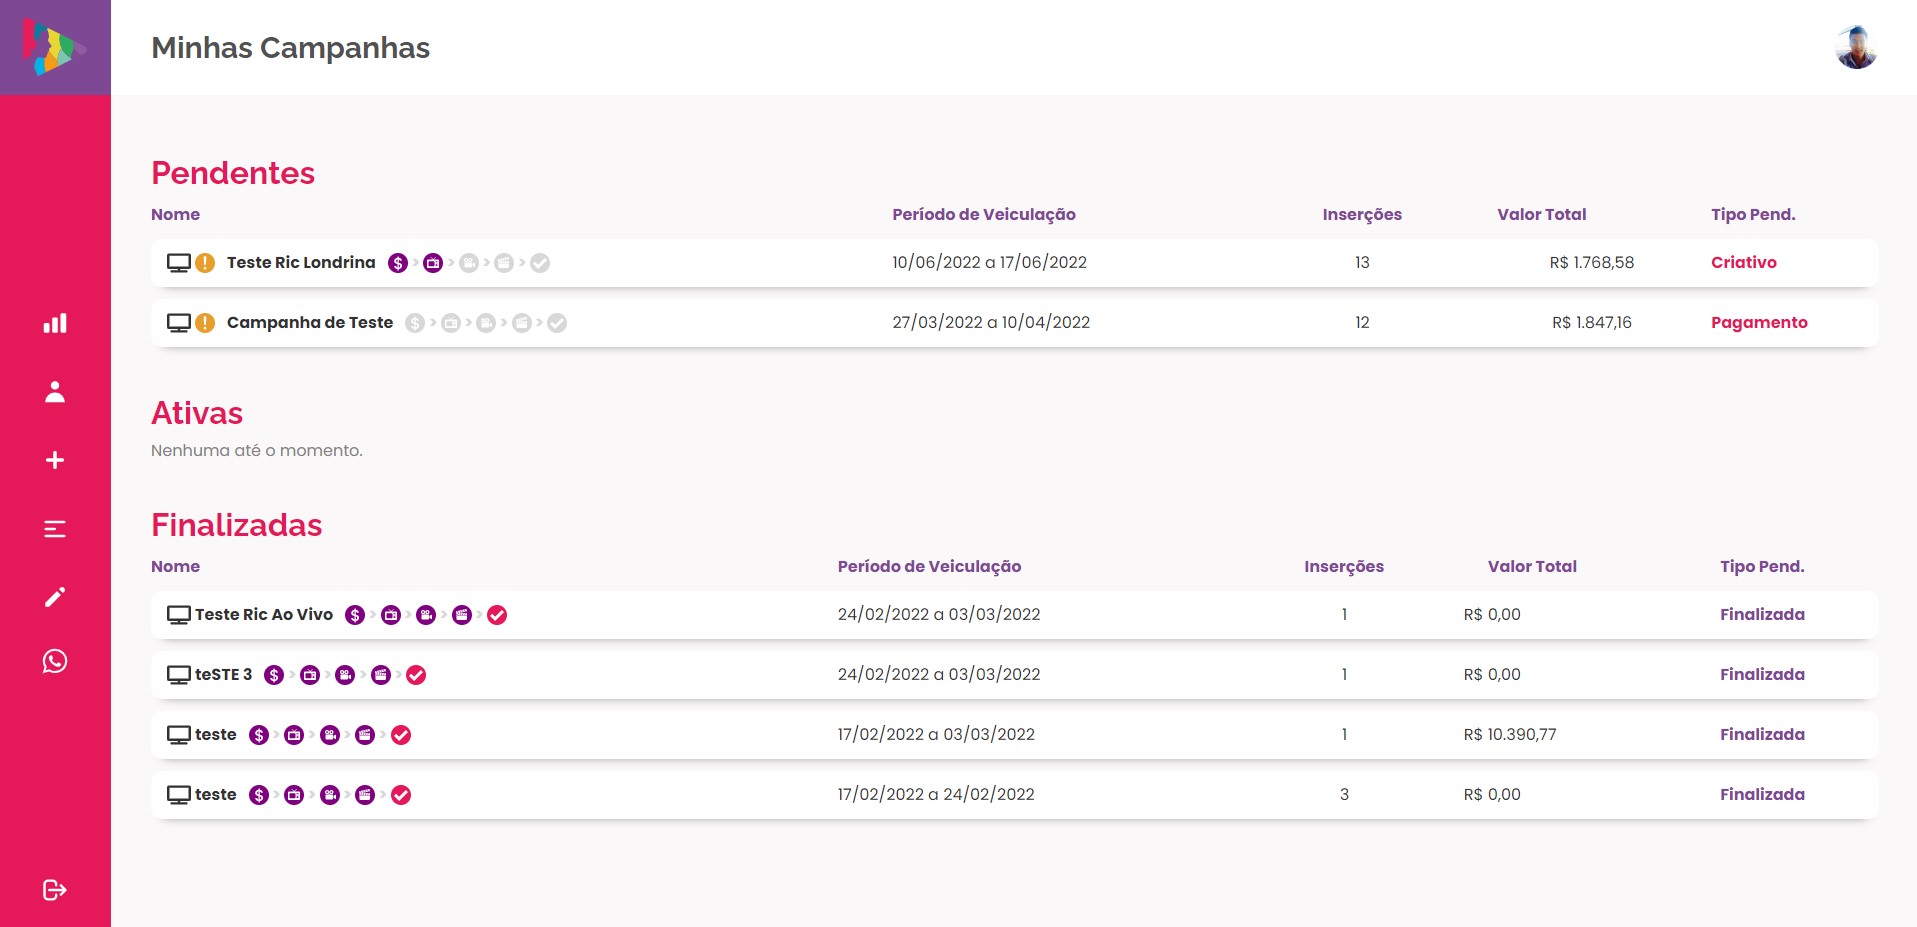 Minhas Campanhas
Pendentes
Nome Período de Veiculação Inserções Valor Total Tipo Pend.
Teste Ric Londrina 10/06/2022 a 17/06/2022 13 R$ 1.768,58 Criativo
Campanha de Teste 27/03/2022 a 10/04/2022 12 R$ 1.847,16 Pagamento
Ativas
Nenhuma até o momento.
Finalizadas
Nome Período de Veiculação Inserções Valor Total Tipo Pend.
Teste Ric Ao Vivo 24/02/2022 a 03/03/2022 1 R$ 0,00 Finalizada
teSTE 3 24/02/2022 a 03/03/2022 1 R$ 0,00 Finalizada
teste 17/02/2022 a 03/03/2022 1 R$ 10.390,77 Finalizada
teste 17/02/2022 a 24/02/2022 3 R$ 0,00 Finalizada